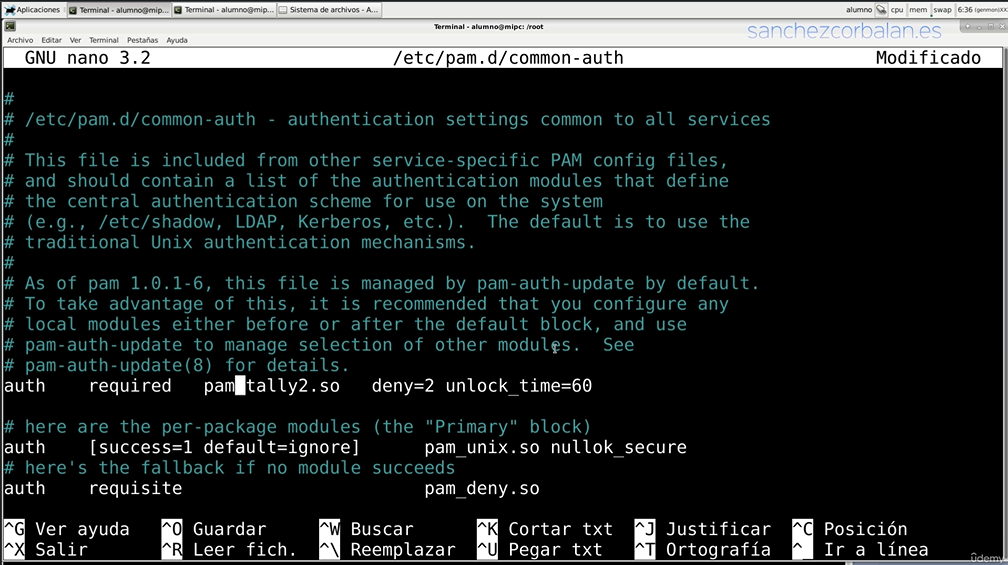 Aplicaciones
Terminal - alumno@mipc...
Terminal - alumno@mipc...
Sistema de archivos - A...
alumno
cpu
mem
swap
6:36
Terminal - alumno@mipc: /root
sanchezcorbalan.es
Archivo Editar Ver Terminal Pestañas Ayuda
GNU nano 3.2 /etc/pam.d/common-auth Modificado
#
# /etc/pam.d/common-auth - authentication settings common to all services
#
# This file is included from other service-specific PAM config files,
# and should contain a list of the authentication modules that define
# the central authentication scheme for use on the system
# (e.g., /etc/shadow, LDAP, Kerberos, etc.). The default is to use the
# traditional Unix authentication mechanisms.
#
# As of pam 1.0.1-6, this file is managed by pam-auth-update by default.
# To take advantage of this, it is recommended that you configure any
# local modules either before or after the default block, and use
# pam-auth-update to manage selection of other modules. See
# pam-auth-update(8) for details.
auth required pam_tally2.so deny=2 unlock_time=60
# here are the per-package modules (the "Primary" block)
auth [success=1 default=ignore] pam_unix.so nullok_secure
# here's the fallback if no module succeeds
auth requisite pam_deny.so
^G Ver ayuda ^O Guardar ^W Buscar ^K Cortar txt ^J Justificar ^C Posición
^X Salir ^R Leer fich. ^\ Reemplazar ^U Pegar txt ^T Ortografía ^_ Ir a línea
ûdemy